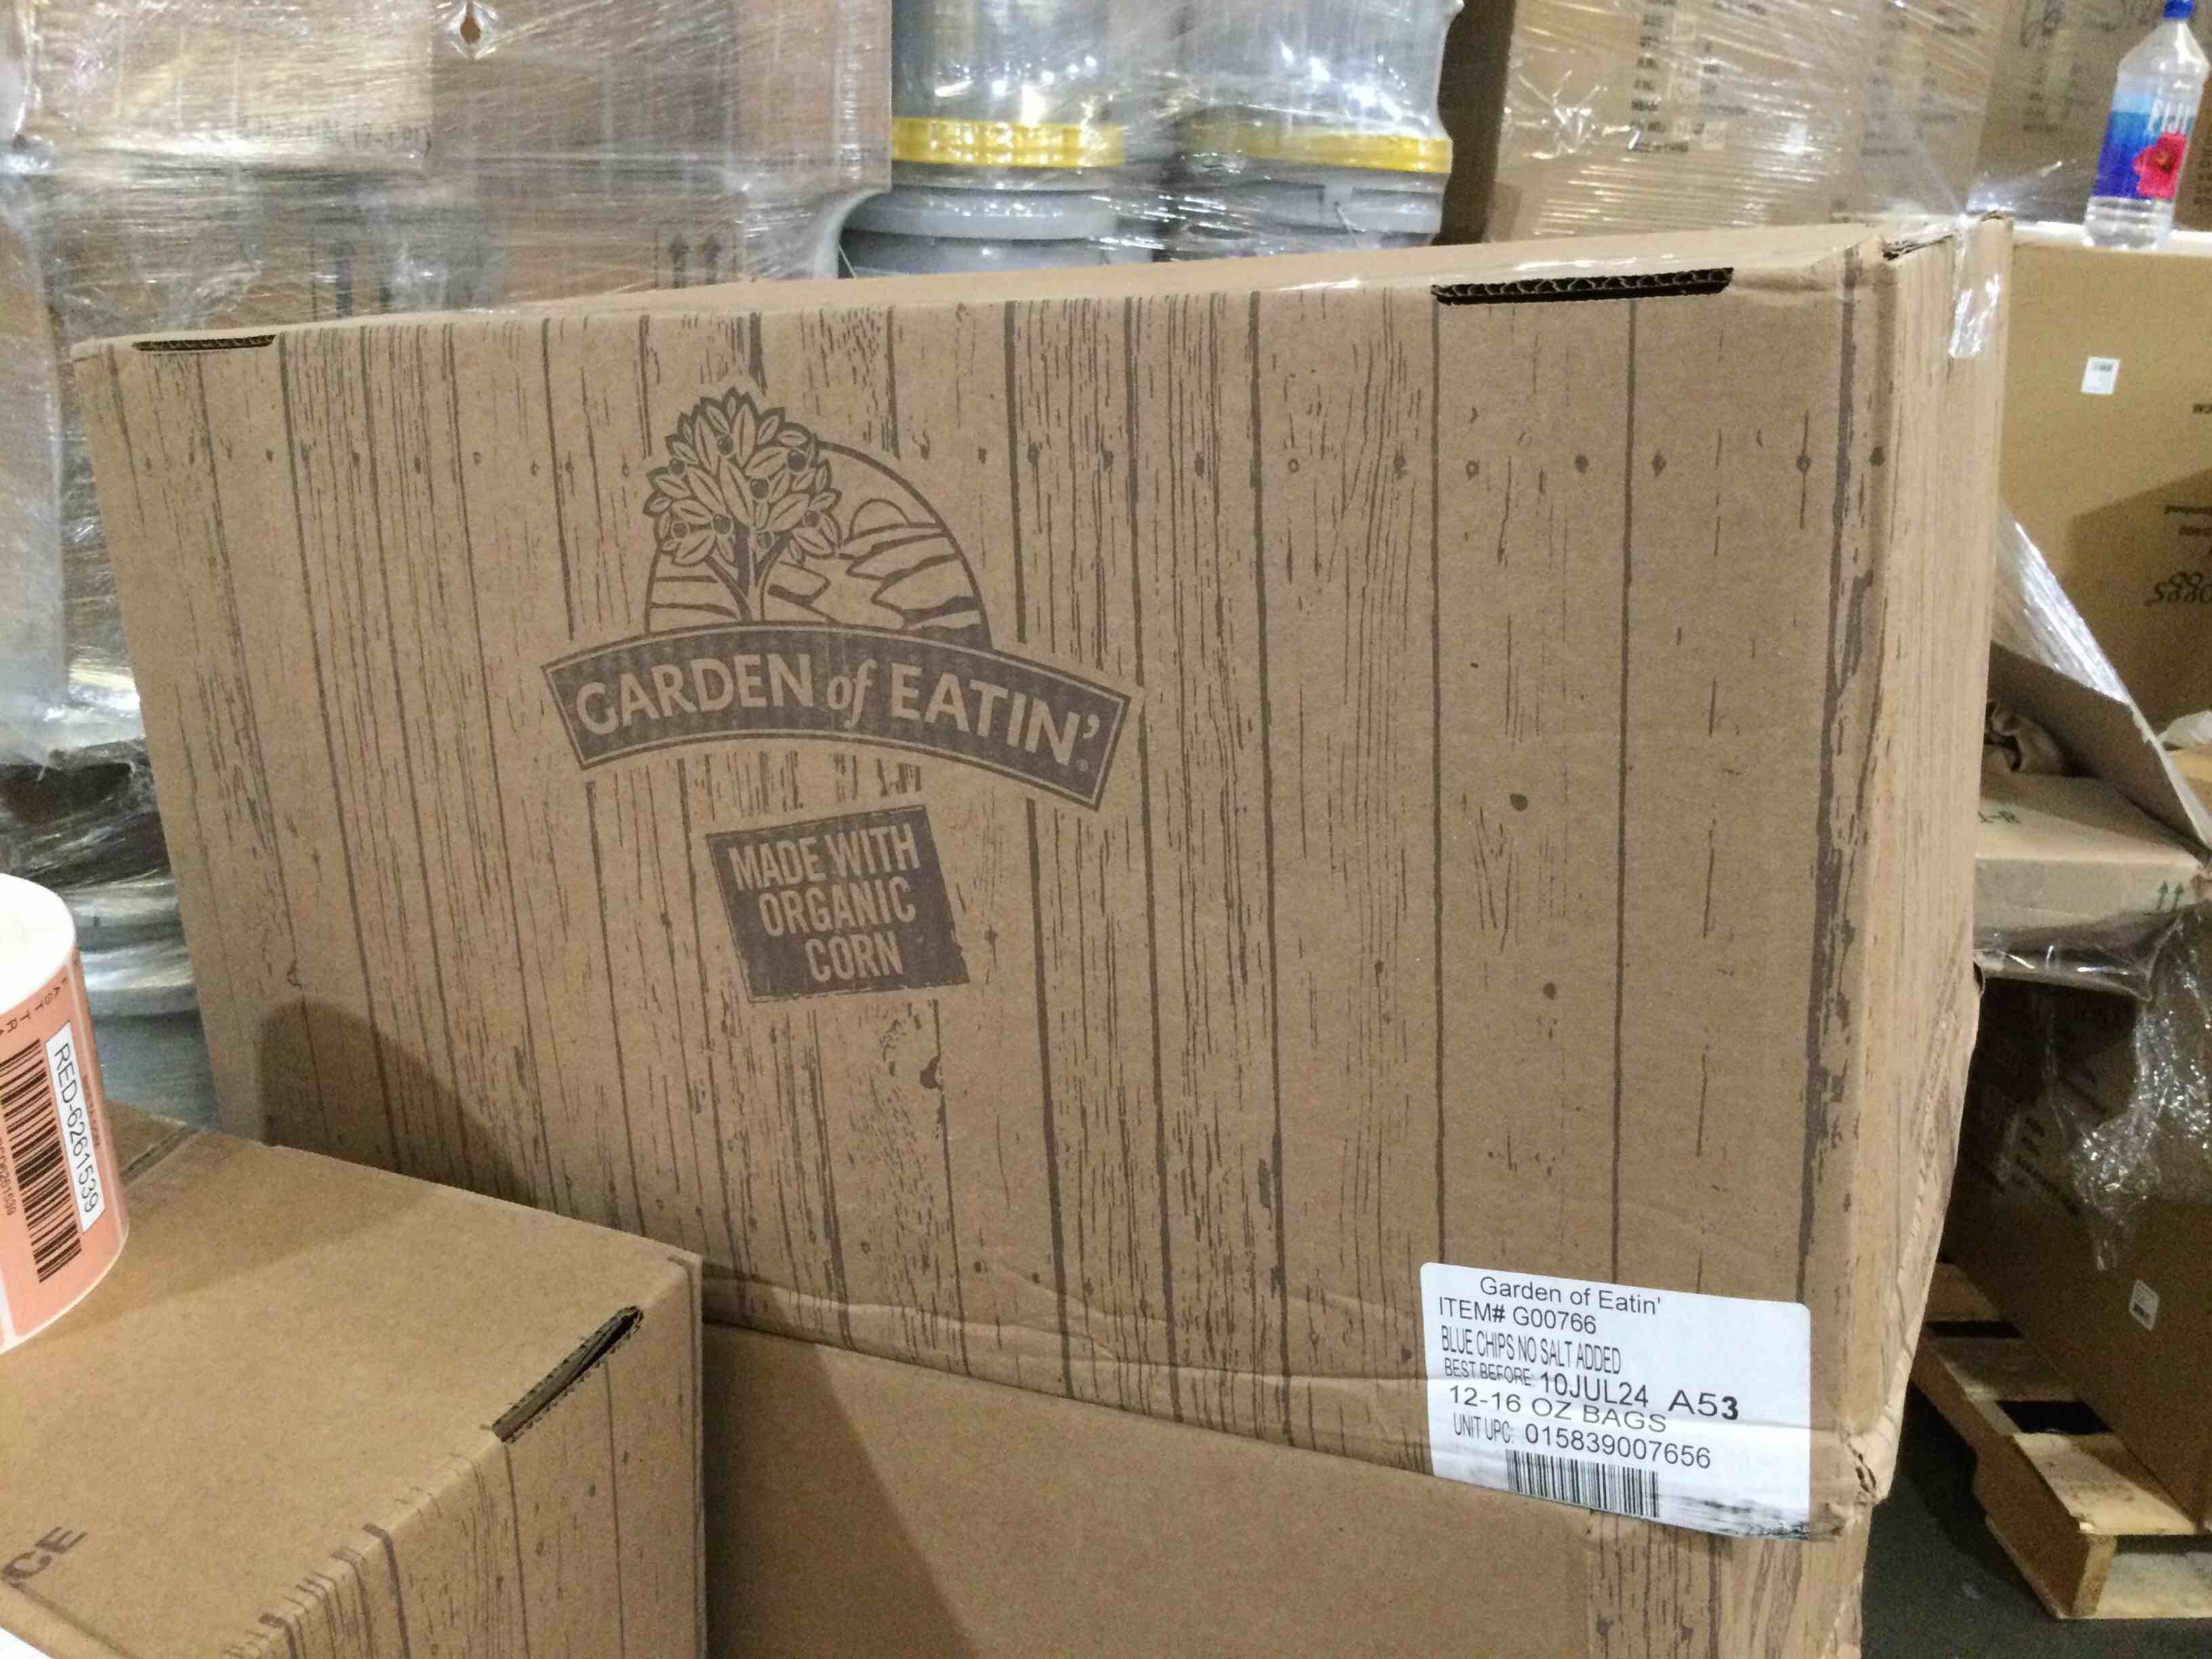 FIJI
GARDEN of EATIN'®
MADE WITH
ORGANIC
CORN
RED-6261539
Garden of Eatin'
ITEM# G00766
BLUE CHIPS NO SALT ADDED
BEST BEFORE: 10JUL24 A53
12-16 OZ BAGS
UNIT UPC: 015839007656